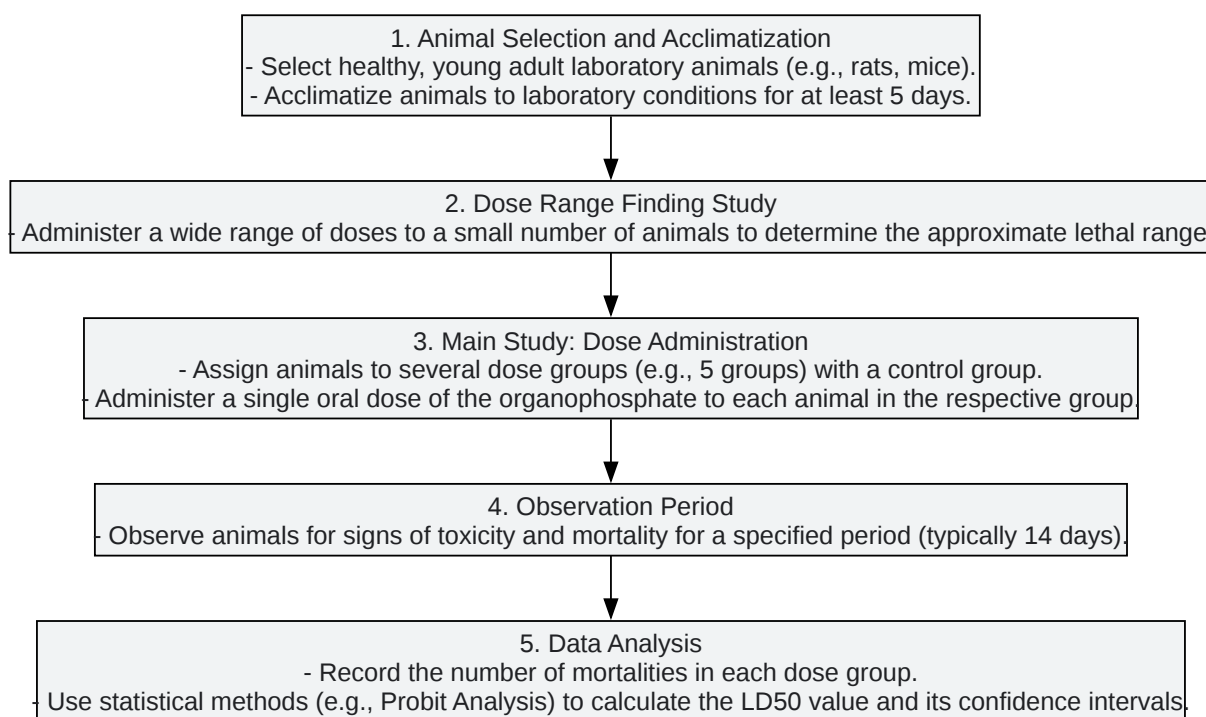 1. Animal Selection and Acclimatization
- Select healthy, young adult laboratory animals (e.g., rats, mice).
- Acclimatize animals to laboratory conditions for at least 5 days.
2. Dose Range Finding Study
- Administer a wide range of doses to a small number of animals to determine the approximate lethal range
3. Main Study: Dose Administration
- Assign animals to several dose groups (e.g., 5 groups) with a control group.
- Administer a single oral dose of the organophosphate to each animal in the respective group.
4. Observation Period
- Observe animals for signs of toxicity and mortality for a specified period (typically 14 days).
5. Data Analysis
- Record the number of mortalities in each dose group.
- Use statistical methods (e.g., Probit Analysis) to calculate the LD50 value and its confidence intervals.